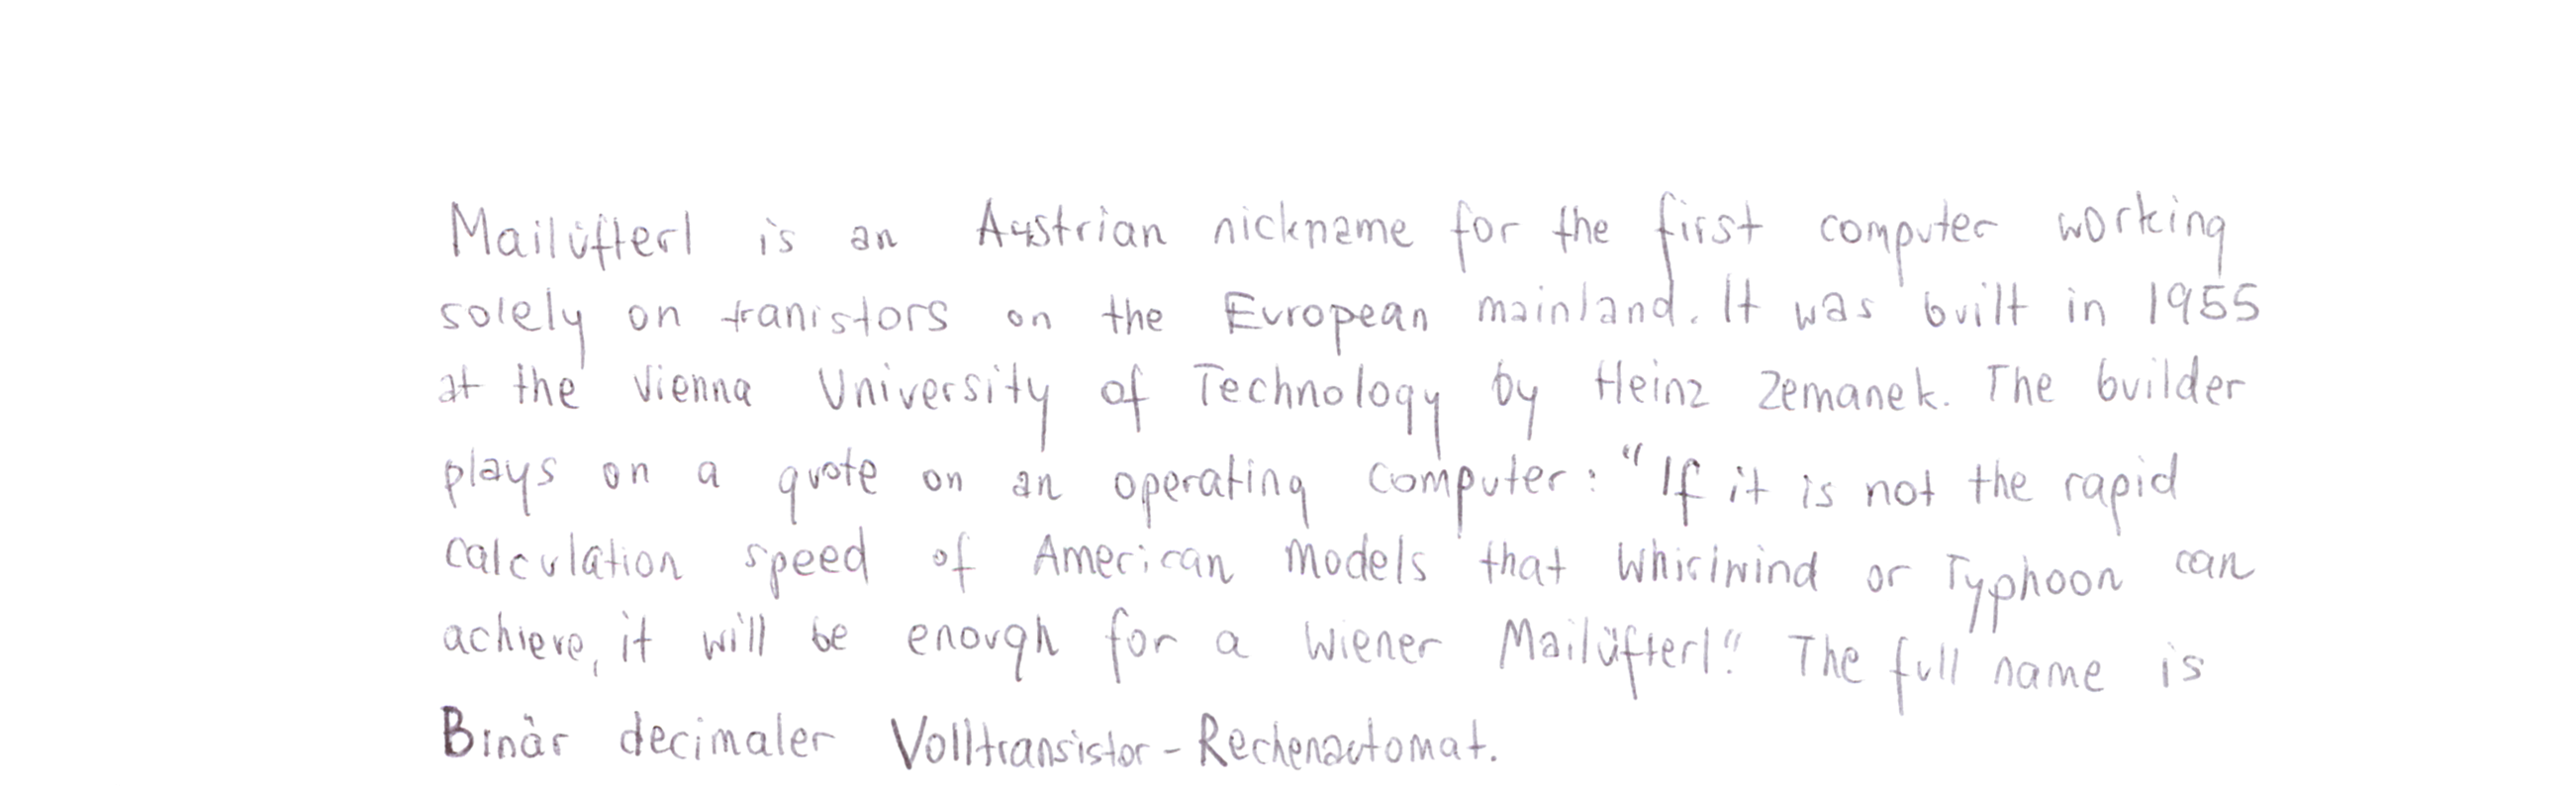 Mailüfterl is an Austrian nickname for the first computer working
solely on tranistors on the European mainland. It was built in 1955
at the Vienna University of Technology by Heinz Zemanek. The builder
plays on a quote on an operating computer: “If it is not the rapid
calculation speed of American models that Whirlwind or Typhoon can
achieve, it will be enough for a Wiener Mailüfterl!“ The full name is
Binär decimaler Volltransistor-Rechenautomat.